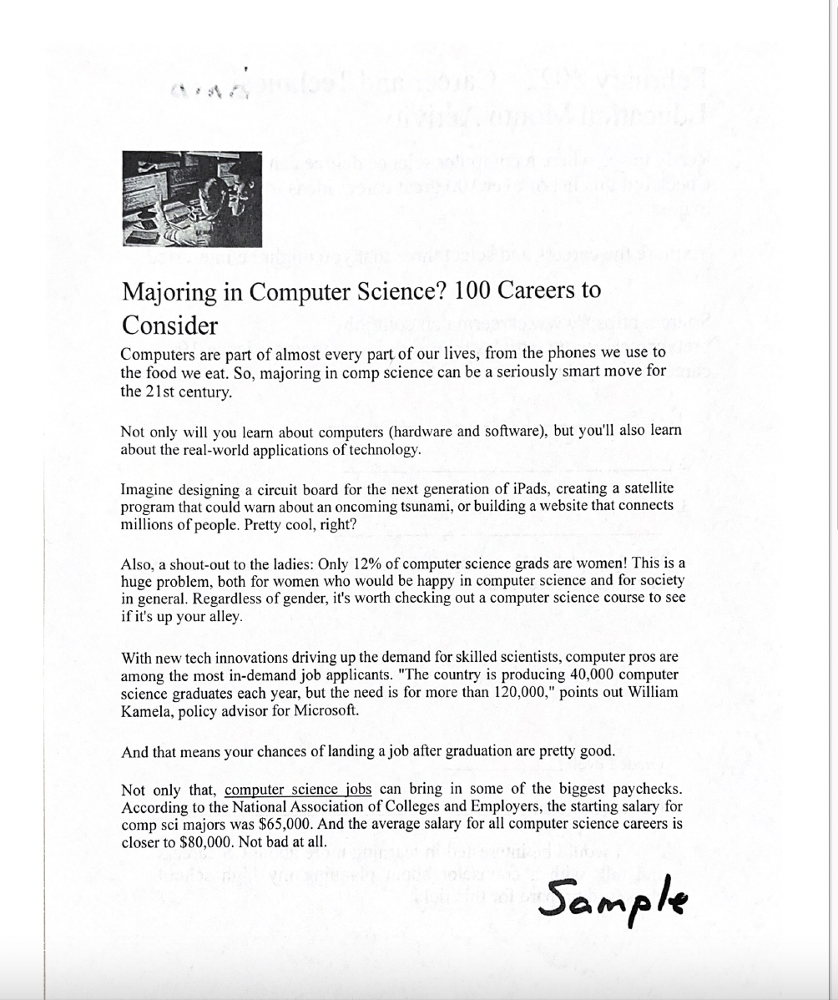 Majoring in Computer Science? 100 Careers to
Consider
Computers are part of almost every part of our lives, from the phones we use to
the food we eat. So, majoring in comp science can be a seriously smart move for
the 21st century.
Not only will you learn about computers (hardware and software), but you'll also learn
about the real-world applications of technology.
Imagine designing a circuit board for the next generation of iPads, creating a satellite
program that could warn about an oncoming tsunami, or building a website that connects
millions of people. Pretty cool, right?
Also, a shout-out to the ladies: Only 12% of computer science grads are women! This is a
huge problem, both for women who would be happy in computer science and for society
in general. Regardless of gender, it's worth checking out a computer science course to see
if it's up your alley.
With new tech innovations driving up the demand for skilled scientists, computer pros are
among the most in-demand job applicants. "The country is producing 40,000 computer
science graduates each year, but the need is for more than 120,000," points out William
Kamela, policy advisor for Microsoft.
And that means your chances of landing a job after graduation are pretty good.
Not only that, computer science jobs can bring in some of the biggest paychecks.
According to the National Association of Colleges and Employers, the starting salary for
comp sci majors was $65,000. And the average salary for all computer science careers is
closer to $80,000. Not bad at all.
Sample